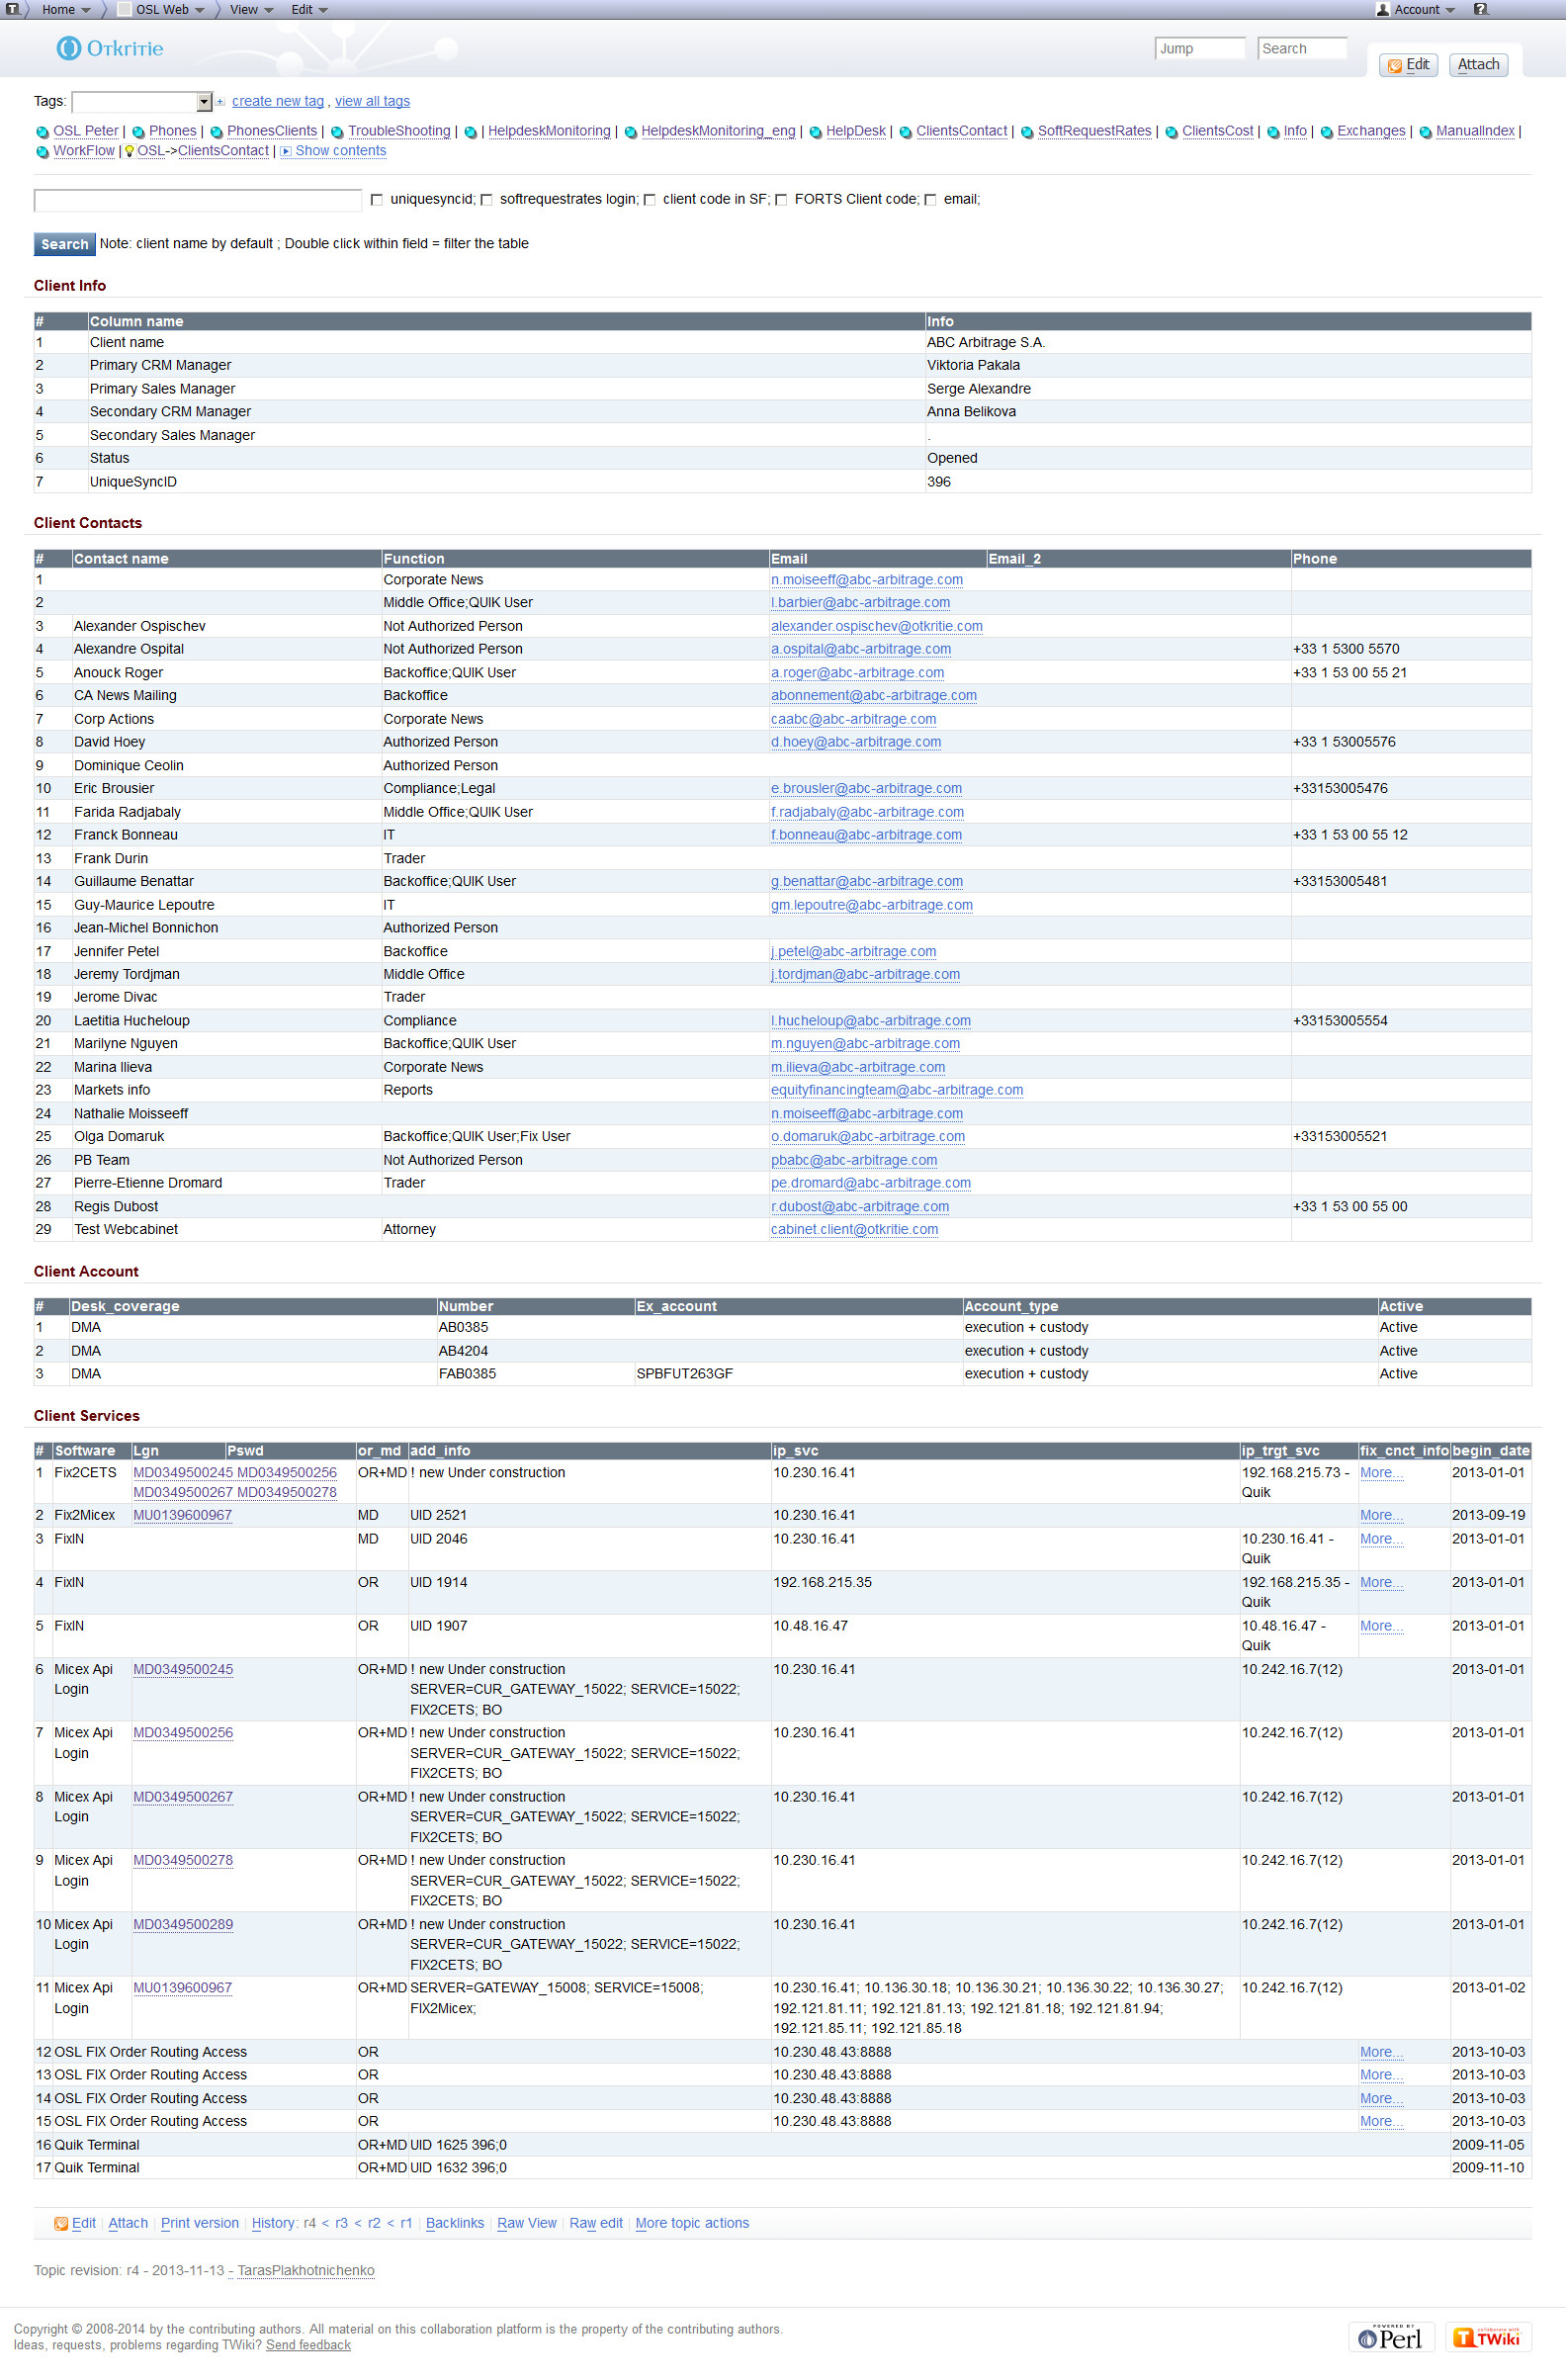 Home OSL Web View Edit Account
Otkritie Jump Search Edit Attach
Tags: create new tag , view all tags
OSL Peter | Phones | PhonesClients | TroubleShooting | | HelpdeskMonitoring | HelpdeskMonitoring_eng | HelpDesk | ClientsContact | SoftRequestRates | ClientsCost | Info | Exchanges | ManualIndex |
WorkFlow | OSL->ClientsContact | Show contents
uniquesyncid; softrequestrates login; client code in SF; FORTS Client code; email;
Search Note: client name by default ; Double click within field = filter the table
Client Info
# Column name Info
1 Client name ABC Arbitrage S.A.
2 Primary CRM Manager Viktoria Pakala
3 Primary Sales Manager Serge Alexandre
4 Secondary CRM Manager Anna Belikova
5 Secondary Sales Manager .
6 Status Opened
7 UniqueSyncID 396
Client Contacts
# Contact name Function Email Email_2 Phone
1 Corporate News n.moiseeff@abc-arbitrage.com
2 Middle Office;QUIK User l.barbier@abc-arbitrage.com
3 Alexander Ospischev Not Authorized Person alexander.ospischev@otkritie.com
4 Alexandre Ospital Not Authorized Person a.ospital@abc-arbitrage.com +33 1 5300 5570
5 Anouck Roger Backoffice;QUIK User a.roger@abc-arbitrage.com +33 1 53 00 55 21
6 CA News Mailing Backoffice abonnement@abc-arbitrage.com
7 Corp Actions Corporate News caabc@abc-arbitrage.com
8 David Hoey Authorized Person d.hoey@abc-arbitrage.com +33 1 53005576
9 Dominique Ceolin Authorized Person
10 Eric Brousier Compliance;Legal e.brousler@abc-arbitrage.com +33153005476
11 Farida Radjabaly Middle Office;QUIK User f.radjabaly@abc-arbitrage.com
12 Franck Bonneau IT f.bonneau@abc-arbitrage.com +33 1 53 00 55 12
13 Frank Durin Trader
14 Guillaume Benattar Backoffice;QUIK User g.benattar@abc-arbitrage.com +33153005481
15 Guy-Maurice Lepoutre IT gm.lepoutre@abc-arbitrage.com
16 Jean-Michel Bonnichon Authorized Person
17 Jennifer Petel Backoffice j.petel@abc-arbitrage.com
18 Jeremy Tordjman Middle Office j.tordjman@abc-arbitrage.com
19 Jerome Divac Trader
20 Laetitia Hucheloup Compliance l.hucheloup@abc-arbitrage.com +33153005554
21 Marilyne Nguyen Backoffice;QUIK User m.nguyen@abc-arbitrage.com
22 Marina Ilieva Corporate News m.ilieva@abc-arbitrage.com
23 Markets info Reports equityfinancingteam@abc-arbitrage.com
24 Nathalie Moisseeff n.moiseeff@abc-arbitrage.com
25 Olga Domaruk Backoffice;QUIK User;Fix User o.domaruk@abc-arbitrage.com +33153005521
26 PB Team Not Authorized Person pbabc@abc-arbitrage.com
27 Pierre-Etienne Dromard Trader pe.dromard@abc-arbitrage.com
28 Regis Dubost r.dubost@abc-arbitrage.com +33 1 53 00 55 00
29 Test Webcabinet Attorney cabinet.client@otkritie.com
Client Account
# Desk_coverage Number Ex_account Account_type Active
1 DMA AB0385 execution + custody Active
2 DMA AB4204 execution + custody Active
3 DMA FAB0385 SPBFUT263GF execution + custody Active
Client Services
# Software Lgn Pswd or_md add_info ip_svc ip_trgt_svc fix_cnct_info begin_date
1 Fix2CETS MD0349500245 MD0349500256 OR+MD ! new Under construction 10.230.16.41 192.168.215.73 - More... 2013-01-01
MD0349500267 MD0349500278 Quik
2 Fix2Micex MU0139600967 MD UID 2521 10.230.16.41 More... 2013-09-19
3 FixIN MD UID 2046 10.230.16.41 10.230.16.41 - More... 2013-01-01
Quik
4 FixIN OR UID 1914 192.168.215.35 192.168.215.35 - More... 2013-01-01
Quik
5 FixIN OR UID 1907 10.48.16.47 10.48.16.47 - More... 2013-01-01
Quik
6 Micex Api MD0349500245 OR+MD ! new Under construction 10.230.16.41 10.242.16.7(12) 2013-01-01
Login SERVER=CUR_GATEWAY_15022; SERVICE=15022;
FIX2CETS; BO
7 Micex Api MD0349500256 OR+MD ! new Under construction 10.230.16.41 10.242.16.7(12) 2013-01-01
Login SERVER=CUR_GATEWAY_15022; SERVICE=15022;
FIX2CETS; BO
8 Micex Api MD0349500267 OR+MD ! new Under construction 10.230.16.41 10.242.16.7(12) 2013-01-01
Login SERVER=CUR_GATEWAY_15022; SERVICE=15022;
FIX2CETS; BO
9 Micex Api MD0349500278 OR+MD ! new Under construction 10.230.16.41 10.242.16.7(12) 2013-01-01
Login SERVER=CUR_GATEWAY_15022; SERVICE=15022;
FIX2CETS; BO
10 Micex Api MD0349500289 OR+MD ! new Under construction 10.230.16.41 10.242.16.7(12) 2013-01-01
Login SERVER=CUR_GATEWAY_15022; SERVICE=15022;
FIX2CETS; BO
11 Micex Api MU0139600967 OR+MD SERVER=GATEWAY_15008; SERVICE=15008; 10.230.16.41; 10.136.30.18; 10.136.30.21; 10.136.30.22; 10.136.30.27; 10.242.16.7(12) 2013-01-02
Login FIX2Micex; 192.121.81.11; 192.121.81.13; 192.121.81.18; 192.121.81.94;
192.121.85.11; 192.121.85.18
12 OSL FIX Order Routing Access OR 10.230.48.43:8888 More... 2013-10-03
13 OSL FIX Order Routing Access OR 10.230.48.43:8888 More... 2013-10-03
14 OSL FIX Order Routing Access OR 10.230.48.43:8888 More... 2013-10-03
15 OSL FIX Order Routing Access OR 10.230.48.43:8888 More... 2013-10-03
16 Quik Terminal OR+MD UID 1625 396;0 2009-11-05
17 Quik Terminal OR+MD UID 1632 396;0 2009-11-10
Edit | Attach | Print version | History: r4 < r3 < r2 < r1 | Backlinks | Raw View | Raw edit | More topic actions
Topic revision: r4 - 2013-11-13 - TarasPlakhotnichenko
Copyright © 2008-2014 by the contributing authors. All material on this collaboration platform is the property of the contributing authors.
Ideas, requests, problems regarding TWiki? Send feedback
POWERED BY Perl
collaborate with TWiki